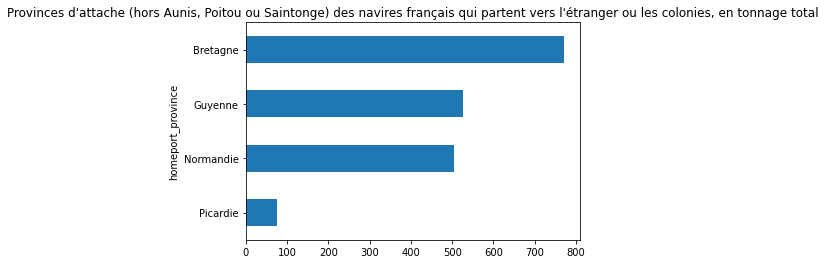 Provinces d'attache (hors Aunis, Poitou ou Saintonge) des navires français qui partent vers l'étranger ou les colonies, en tonnage total
homeport_province
Bretagne
Guyenne
Normandie
Picardie
0 100 200 300 400 500 600 700 800